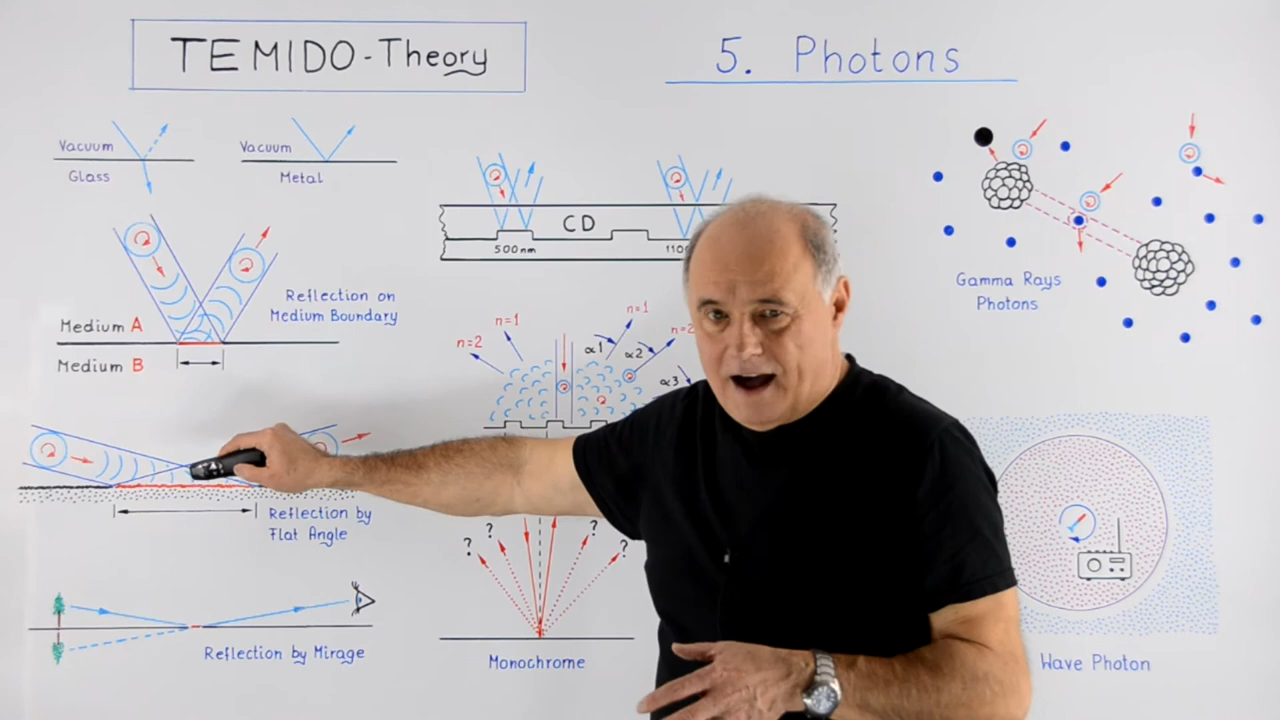 TEMIDO-Theory
5. Photons
Vacuum
Glass
Vacuum
Metal
Medium A
Medium B
Reflection on
Medium Boundary
Reflection by
Flat Angle
Reflection by Mirage
CD
500nm
n=2
n=1
α1
n=1
α2
n=2
α3
?
?
?
?
Monochrome
Gamma Rays
Photons
Wave Photon